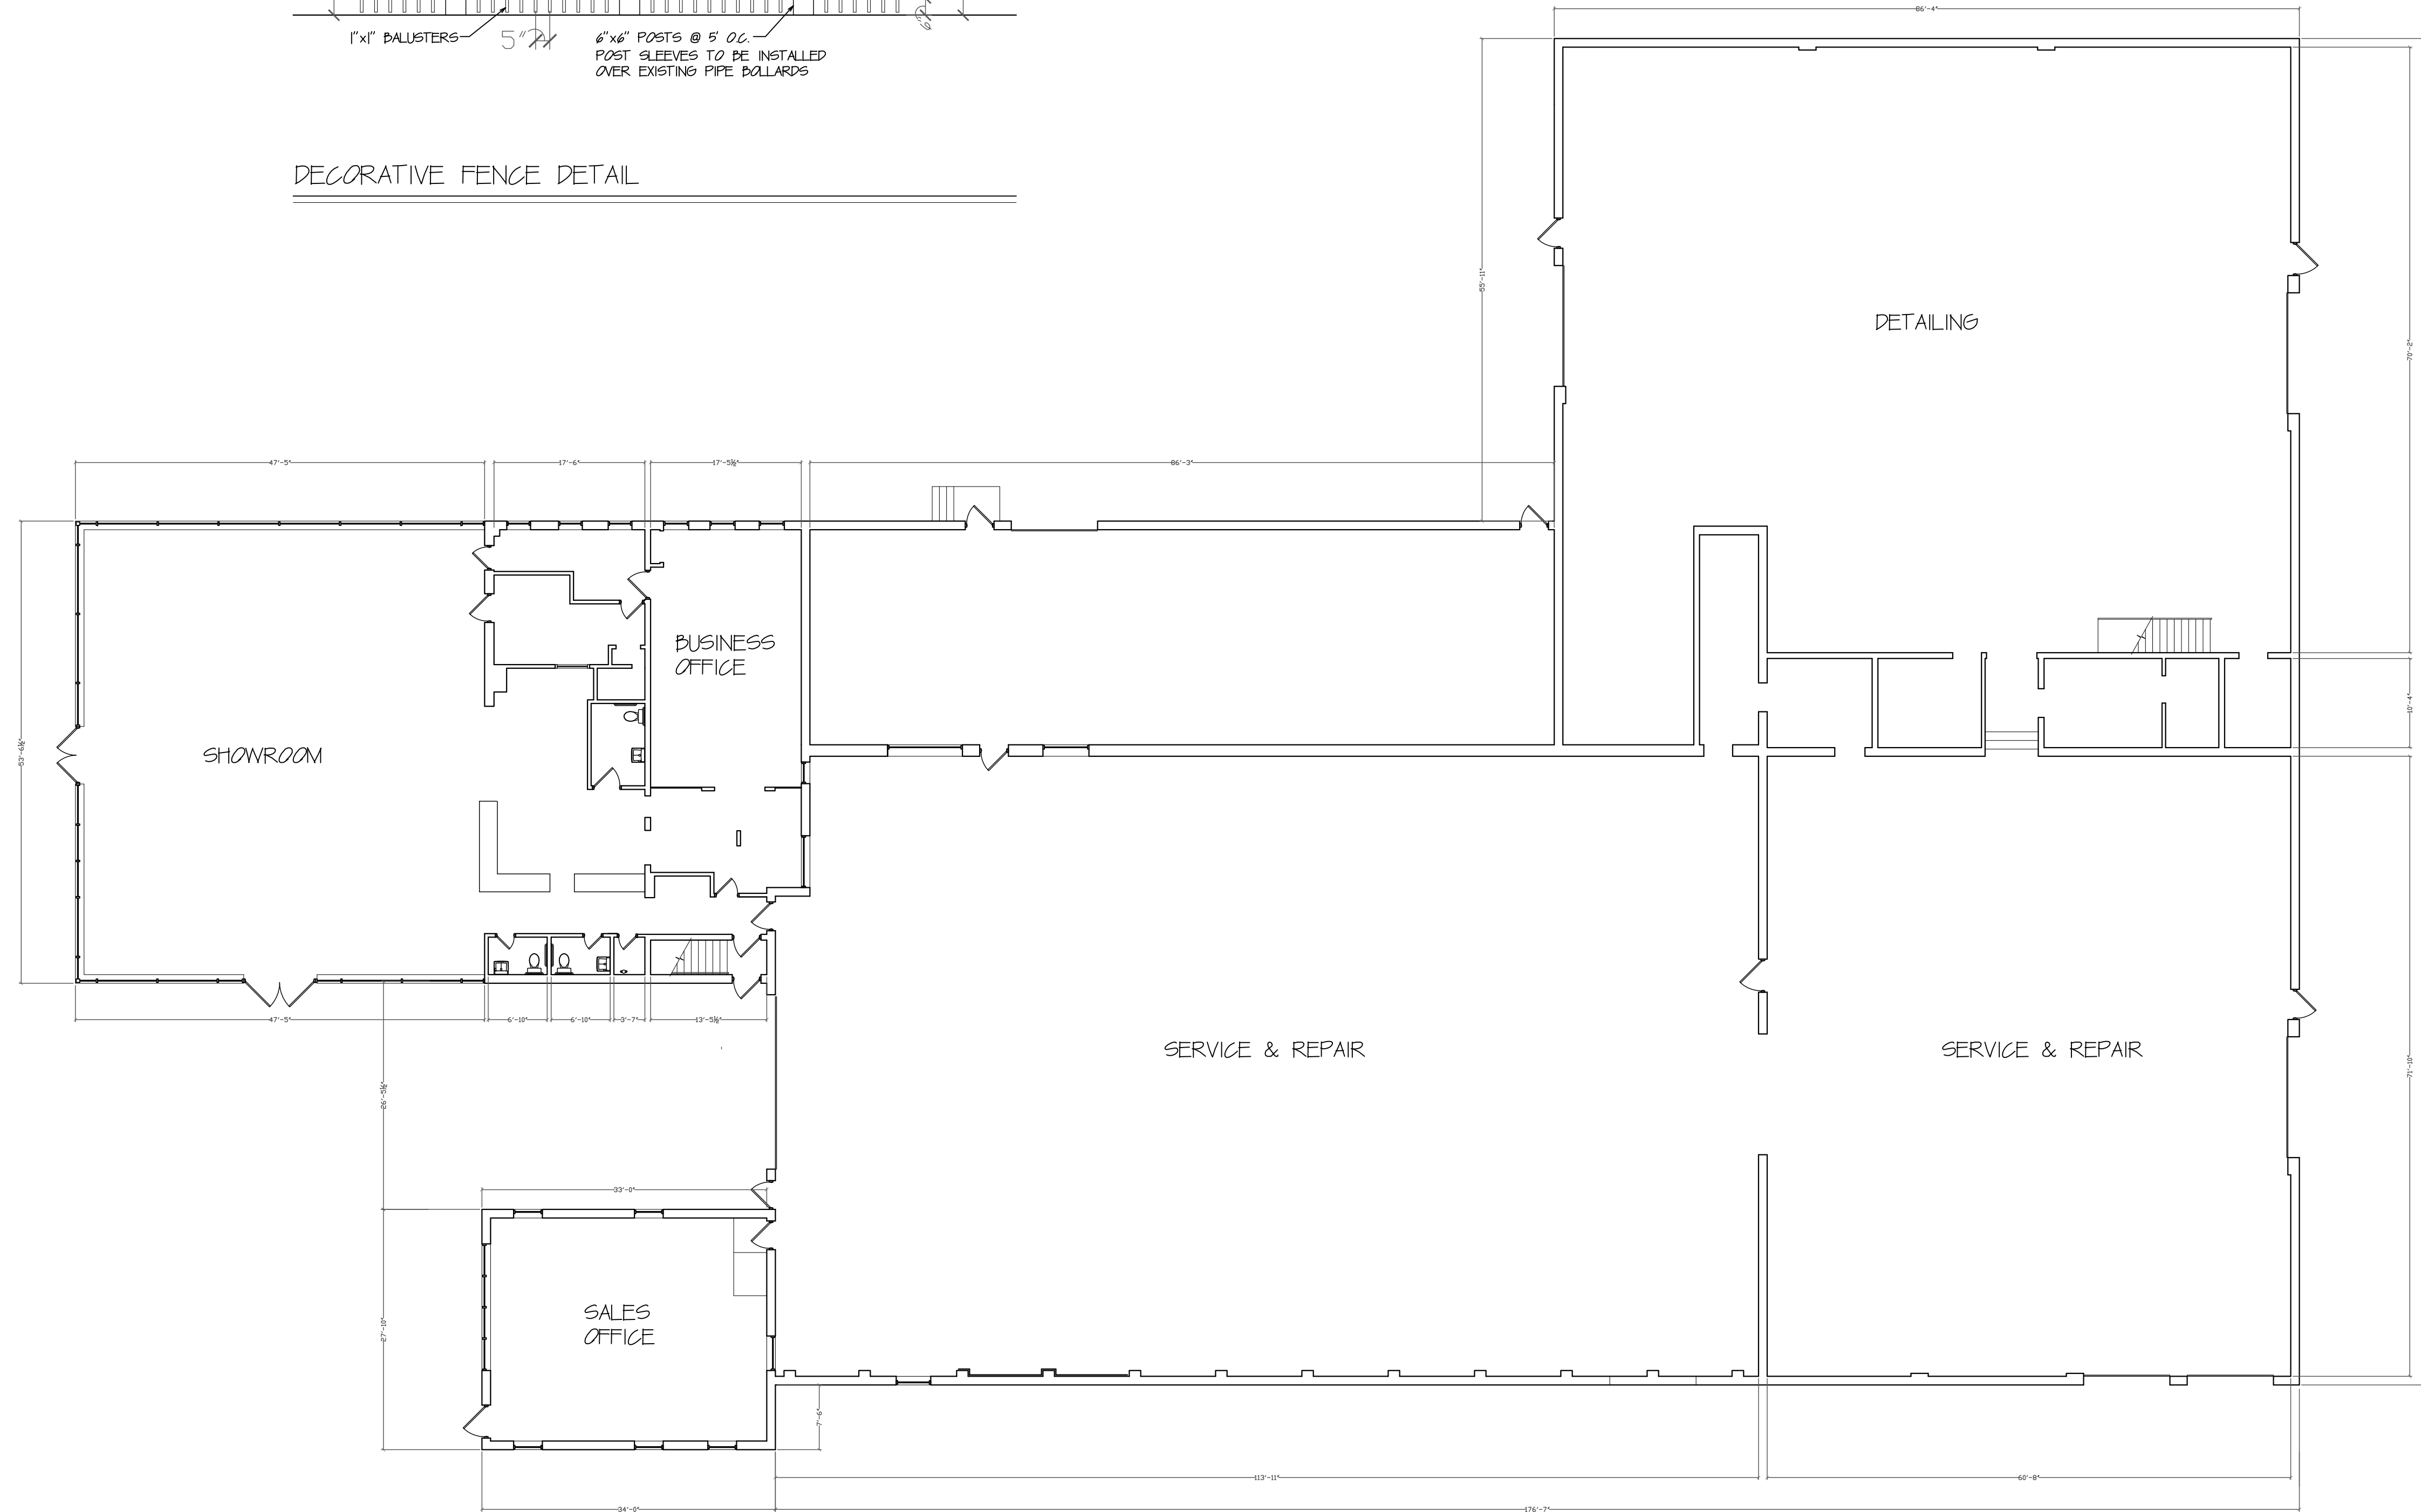 1"x1" BALUSTERS
5"
6"x6" POSTS @ 5' O.C.
POST SLEEVES TO BE INSTALLED
OVER EXISTING PIPE BOLLARDS
DECORATIVE FENCE DETAIL
86'-4"
55'-11"
DETAILING
70'-2"
47'-5"
17'-6"
17'-5½"
86'-3"
BUSINESS
OFFICE
SHOWROOM
53'-6½"
10'-4"
47'-5"
6'-10"
6'-10"
3'-7"
13'-5½"
SERVICE & REPAIR
SERVICE & REPAIR
26'-5½"
71'-10"
33'-0"
SALES
OFFICE
27'-10"
7'-6"
113'-11"
60'-8"
34'-0"
176'-7"